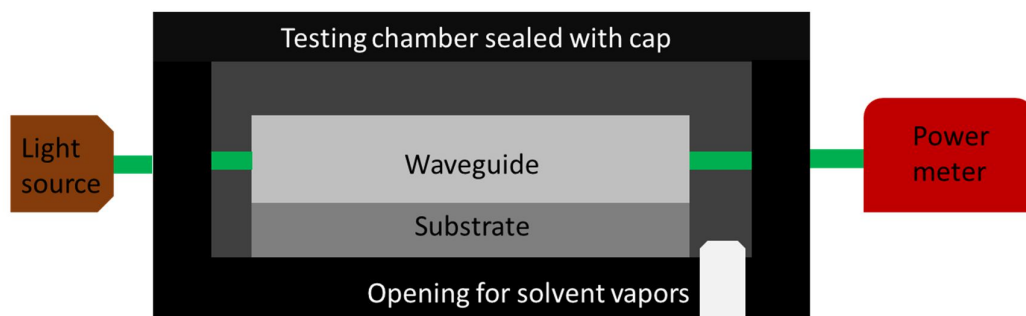 Testing chamber sealed with cap
Light
source
Waveguide
Power
meter
Substrate
Opening for solvent vapors